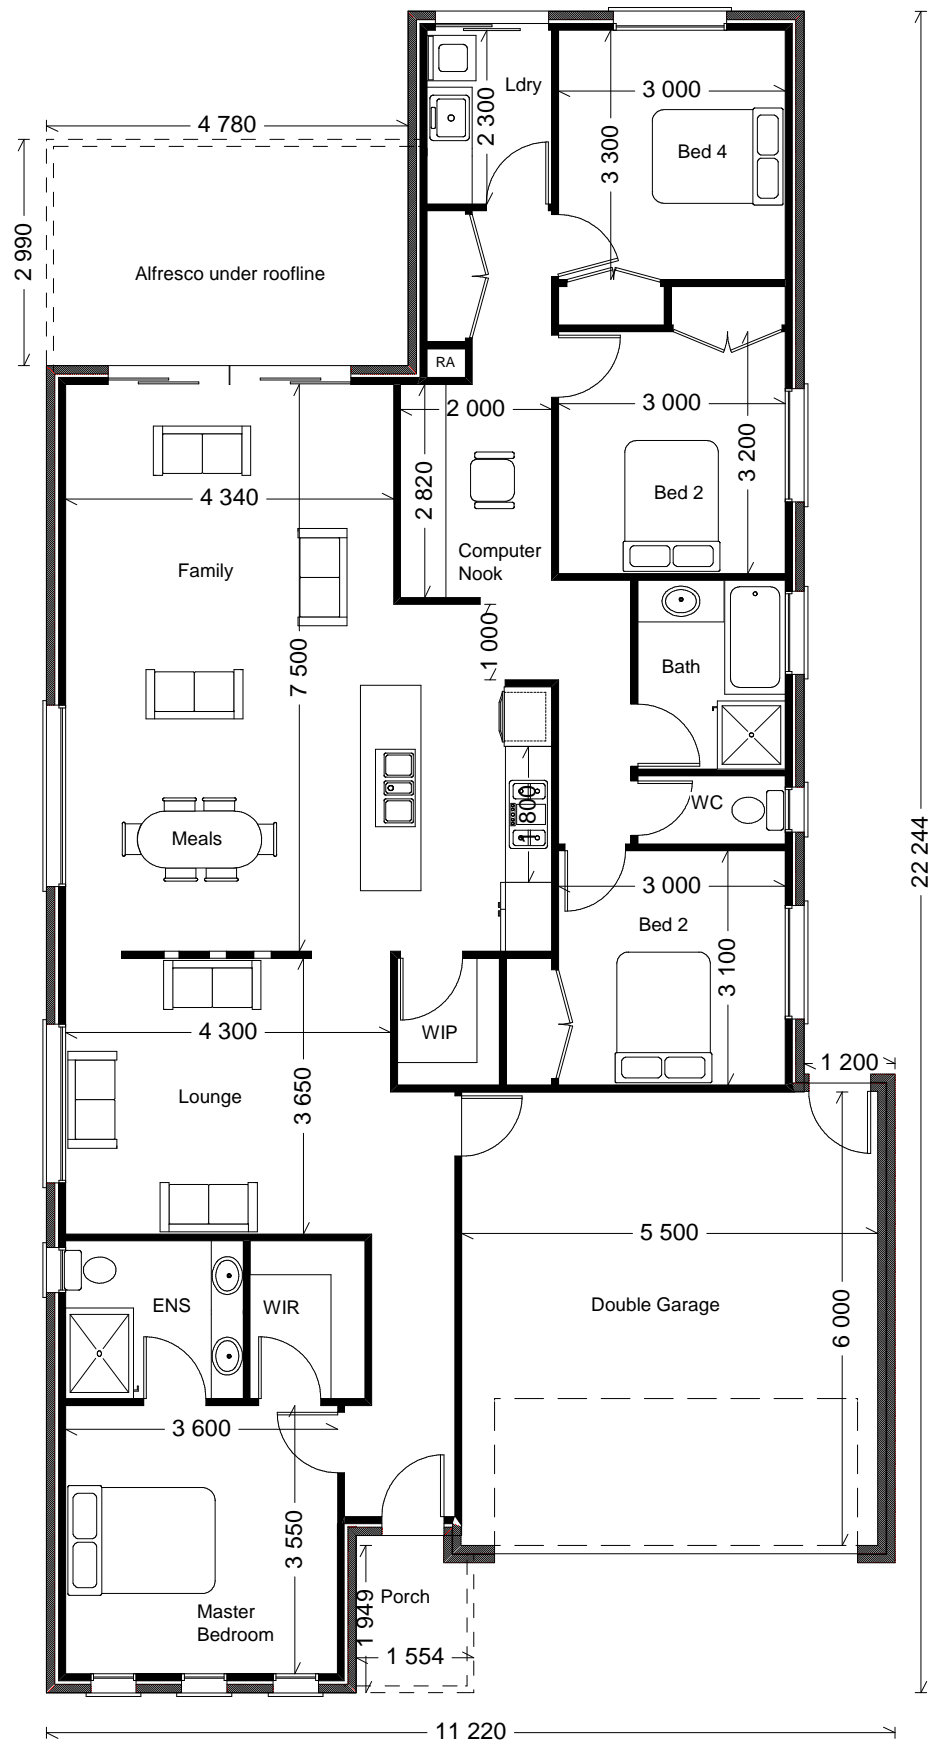 Ldry
2 300
3 000
3 300
Bed 4
4 780
2 990
Alfresco under roofline
RA
2 000
3 000
3 200
4 340
2 820
Bed 2
Computer
Nook
Family
1 000
7 500
Bath
WC
1 800
Meals
22 244
3 000
Bed 2
3 100
4 300
WIP
1 200
3 650
Lounge
5 500
ENS
WIR
Double Garage
6 000
3 600
3 550
Master
Bedroom
1 949
Porch
1 554
11 220